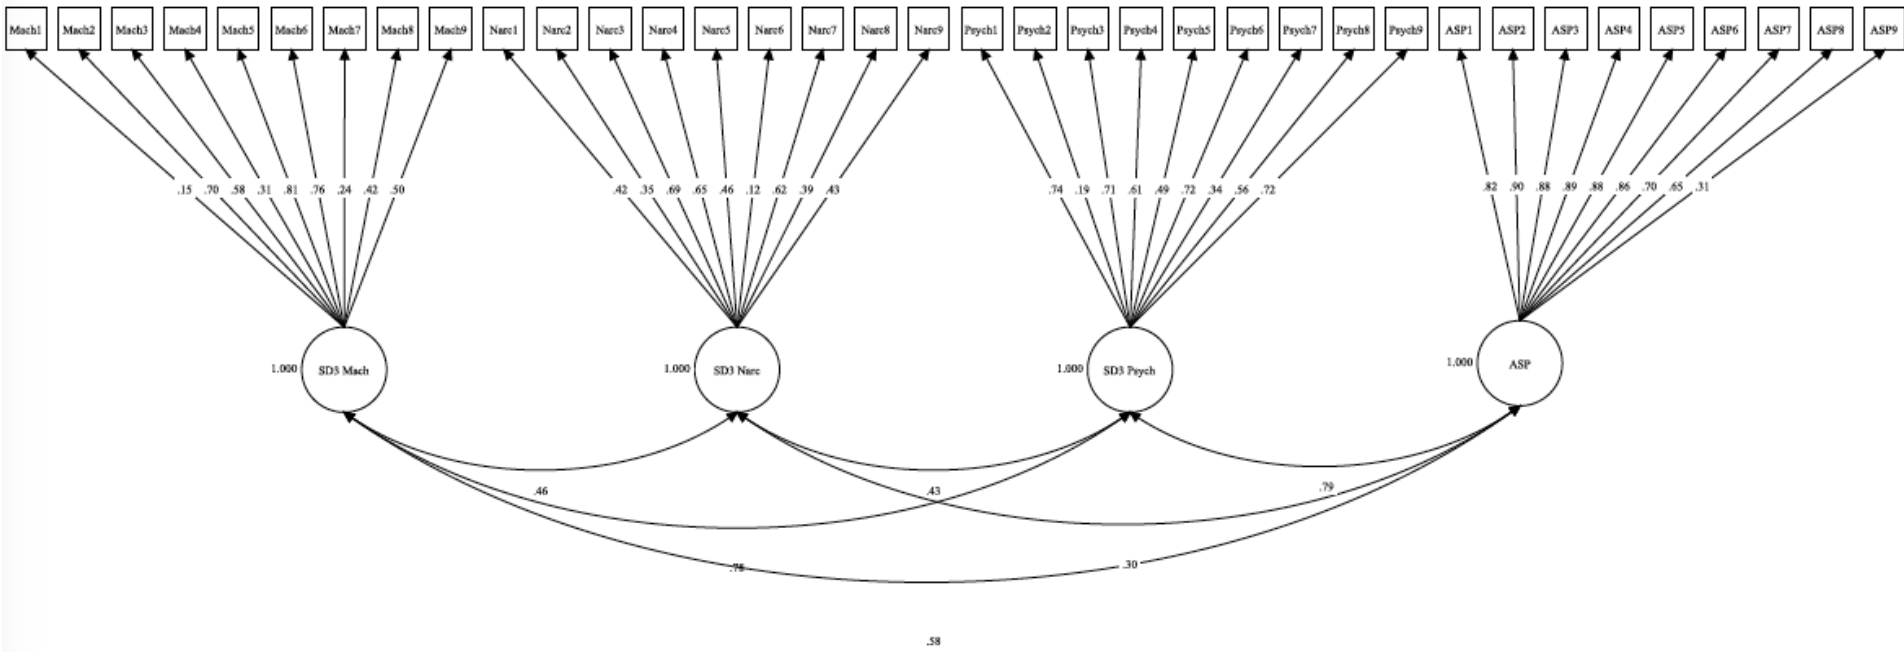 Mach1 Mach2 Mach3 Mach4 Mach5 Mach6 Mach7 Mach8 Mach9 Narc1 Narc2 Narc3 Narc4 Narc5 Narc6 Narc7 Narc8 Narc9 Psych1 Psych2 Psych3 Psych4 Psych5 Psych6 Psych7 Psych8 Psych9 ASP1 ASP2 ASP3 ASP4 ASP5 ASP6 ASP7 ASP8 ASP9
.15 .70 .58 .31 .81 .76 .24 .42 .50 .42 .35 .69 .65 .46 .12 .62 .39 .43 .74 .19 .71 .61 .49 .72 .34 .56 .72 .82 .90 .88 .89 .88 .86 .70 .65 .31
1.000 SD3 Mach 1.000 SD3 Narc 1.000 SD3 Psych 1.000 ASP
.46 .43 .79
.30
.58